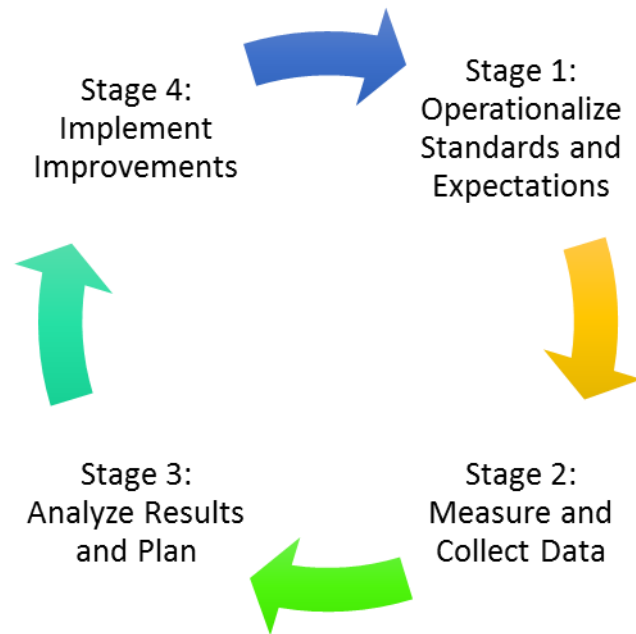 Stage 1:
Operationalize
Standards and
Expectations
Stage 2:
Measure and
Collect Data
Stage 3:
Analyze Results
and Plan
Stage 4:
Implement
Improvements